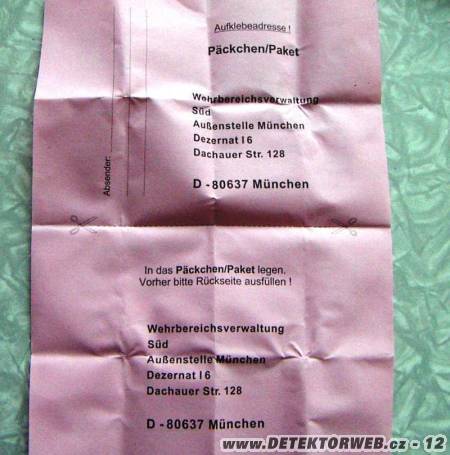 Aufklebeadresse !
Päckchen/Paket
Absender:
Wehrbereichsverwaltung
Süd
Außenstelle München
Dezernat I 6
Dachauer Str. 128
D - 80637 München
In das Päckchen/Paket legen.
Vorher bitte Rückseite ausfüllen !
Wehrbereichsverwaltung
Süd
Außenstelle München
Dezernat I 6
Dachauer Str. 128
D - 80637 München
www.DETEKTORWEB.cz - 12